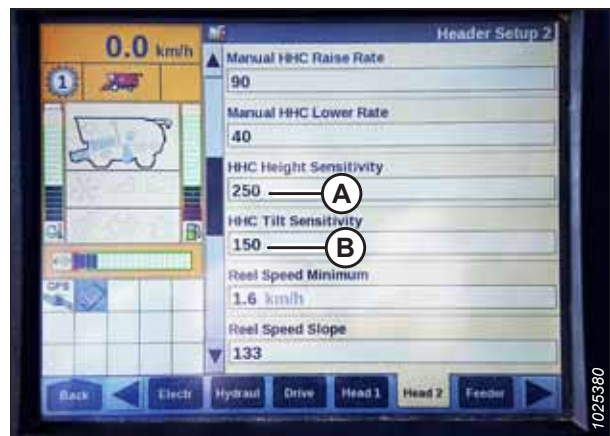 0.0 km/h
Header Setup 2
1
Manual HHC Raise Rate
90
Manual HHC Lower Rate
40
HHC Height Sensitivity
250
A
HHC Tilt Sensitivity
150
B
Reel Speed Minimum
1.6 km/h
GPS
Reel Speed Slope
133
Back
Electr
Hydraul
Drive
Head 1
Head 2
Feeder
1025380